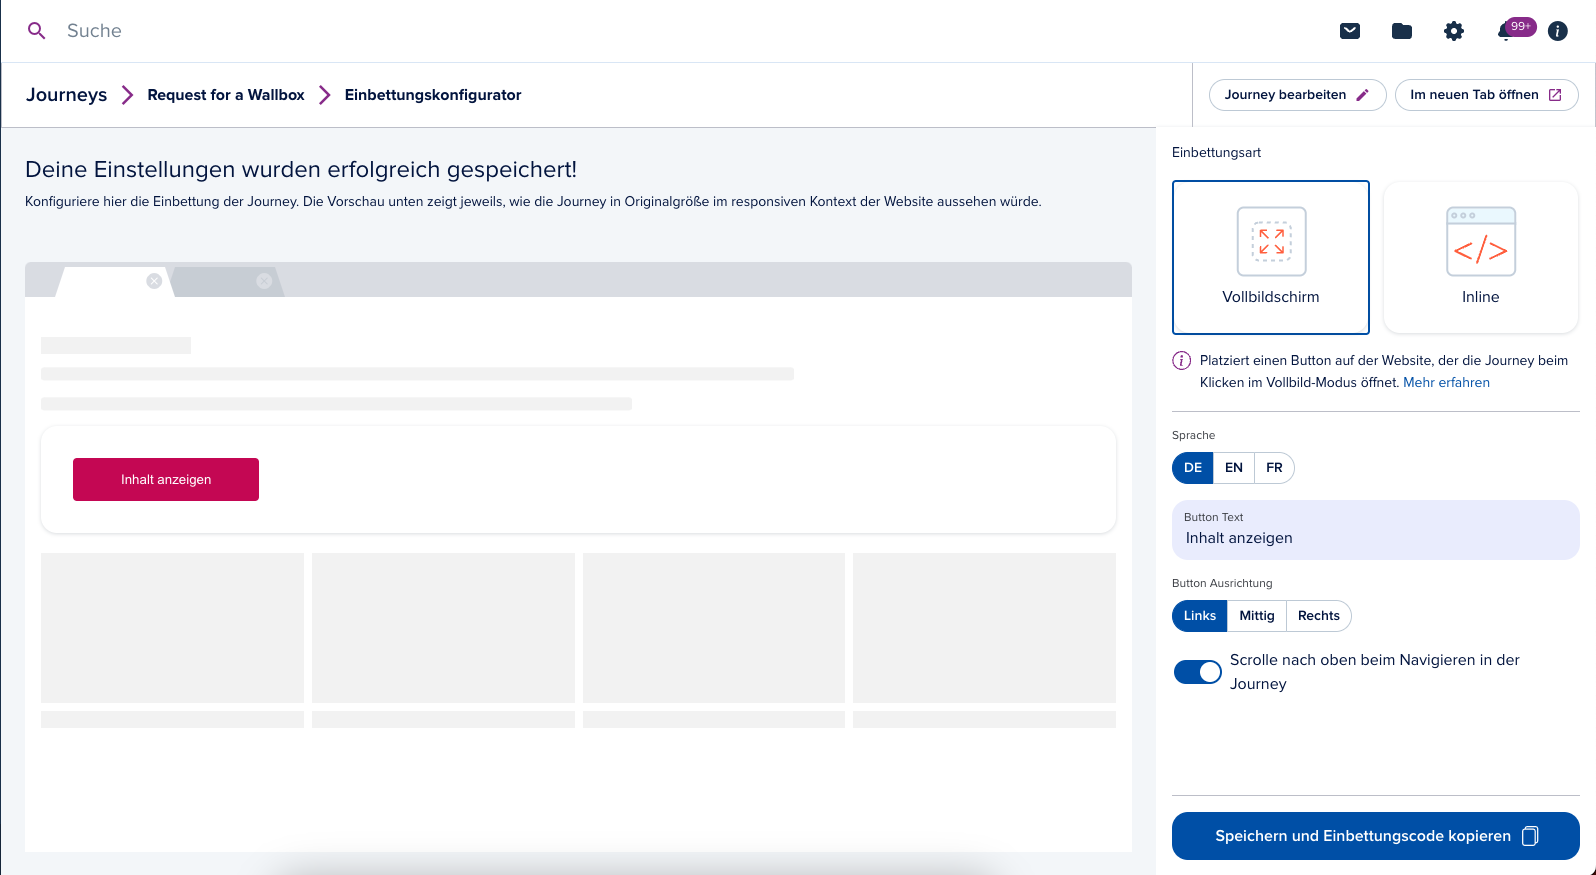 Suche
99+
Journeys
Request for a Wallbox
Einbettungskonfigurator
Journey bearbeiten
Im neuen Tab öffnen
Deine Einstellungen wurden erfolgreich gespeichert!
Konfiguriere hier die Einbettung der Journey. Die Vorschau unten zeigt jeweils, wie die Journey in Originalgröße im responsiven Kontext der Website aussehen würde.
Inhalt anzeigen
Einbettungsart
Vollbildschirm
Inline
Platziert einen Button auf der Website, der die Journey beim
Klicken im Vollbild-Modus öffnet. Mehr erfahren
Sprache
DE EN FR
Button Text
Inhalt anzeigen
Button Ausrichtung
Links Mittig Rechts
Scrolle nach oben beim Navigieren in der
Journey
Speichern und Einbettungscode kopieren